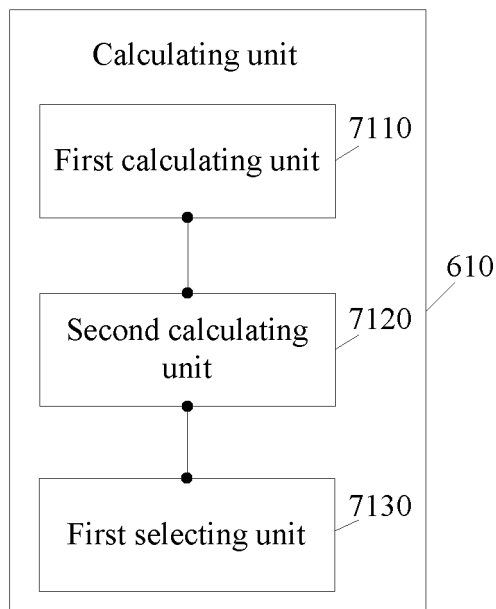 Calculating unit
7110
First calculating unit
610
7120
Second calculating
unit
7130
First selecting unit